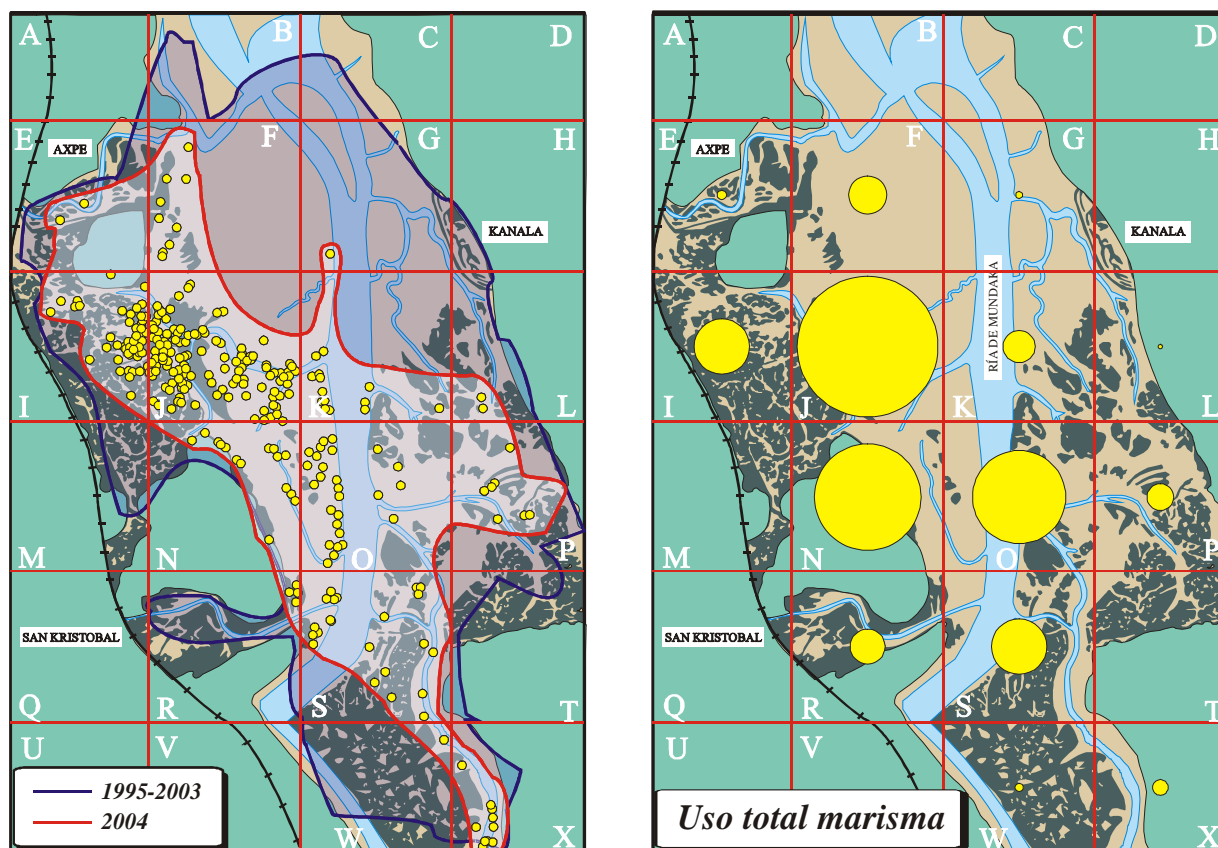 A B C D
E F G H
AXPE
KANALA
I J K L
M N O P
SAN KRISTOBAL
Q R S T
U V W X
1995-2003
2004
A B C D
E F G H
AXPE
KANALA
RÍA DE MUNDAKA
I J K L
M N O P
SAN KRISTOBAL
Q R S T
U V W X
Uso total marisma